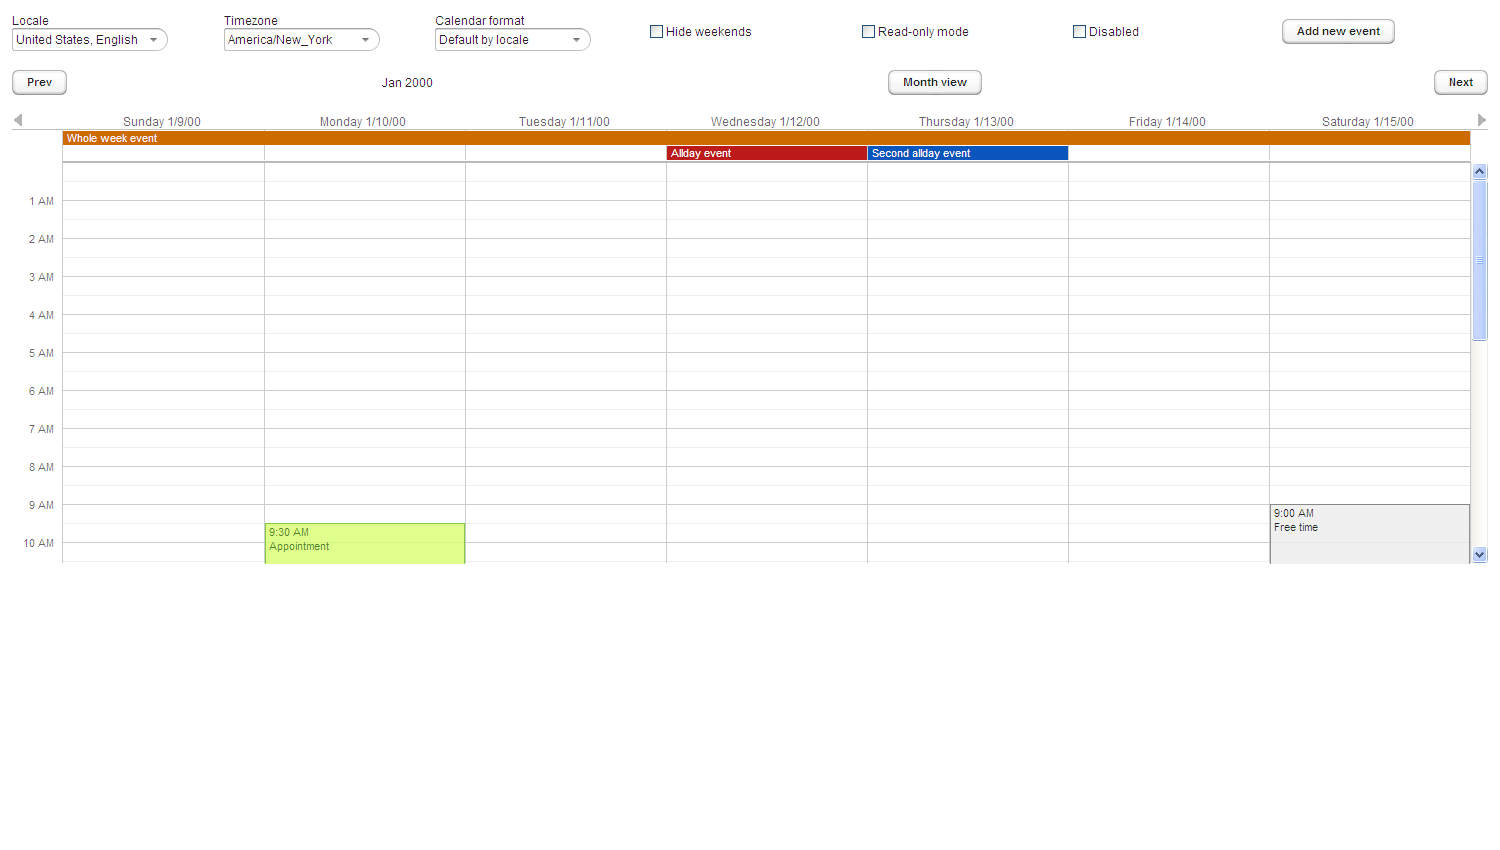 Locale
Timezone
Calendar format
United States, English
America/New_York
Default by locale
Hide weekends
Read-only mode
Disabled
Add new event
Prev
Jan 2000
Month view
Next
Sunday 1/9/00
Monday 1/10/00
Tuesday 1/11/00
Wednesday 1/12/00
Thursday 1/13/00
Friday 1/14/00
Saturday 1/15/00
Whole week event
Allday event
Second allday event
1 AM
2 AM
3 AM
4 AM
5 AM
6 AM
7 AM
8 AM
9 AM
10 AM
9:30 AM
Appointment
9:00 AM
Free time